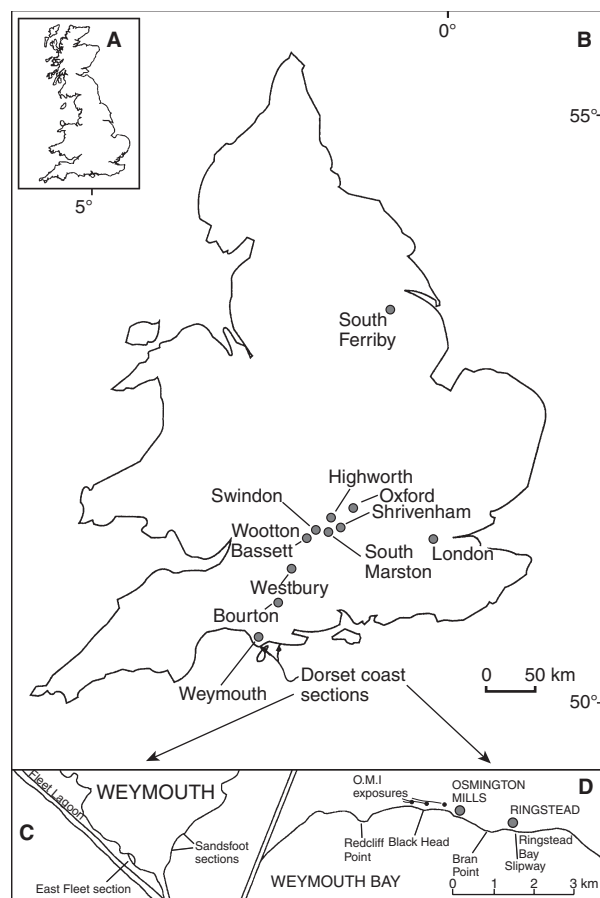 0°
A
B
55°
5°
South
Ferriby
Highworth
Swindon
Oxford
Shrivenham
Wootton
Bassett
South
Marston
London
Westbury
Bourton
Weymouth
Dorset coast
sections
0 50 km
50°
Fleet Lagoon
WEYMOUTH
C
Sandsfoot
sections
East Fleet section
D
O.M.I
exposures
OSMINGTON
MILLS
RINGSTEAD
Redcliff
Point
Black Head
Bran
Point
Ringstead
Bay
Slipway
WEYMOUTH BAY
0 1 2 3 km